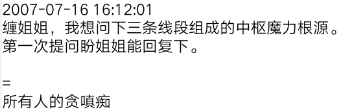 2007-07-16 16:12:01
缠姐姐，我想问下三条线段组成的中枢魔力根源。
第一次提问盼姐姐能回复下。
=
所有人的贪嗔痴